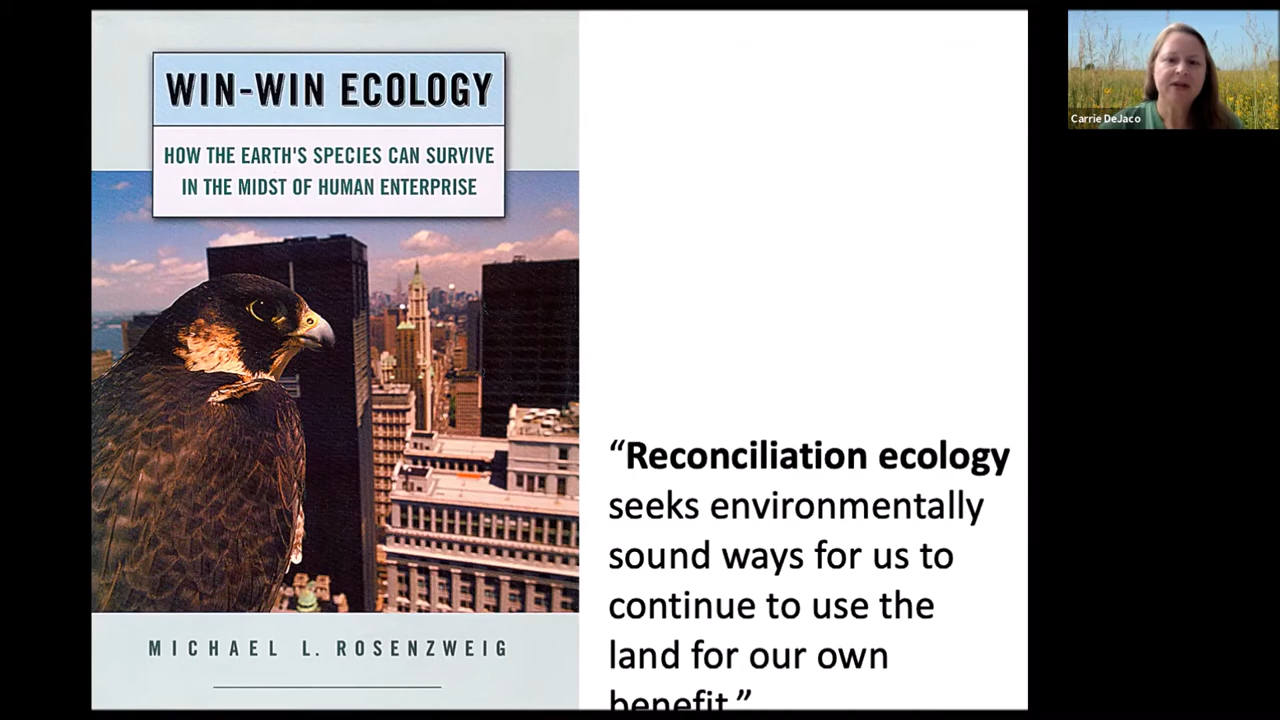 WIN-WIN ECOLOGY
HOW THE EARTH'S SPECIES CAN SURVIVE
IN THE MIDST OF HUMAN ENTERPRISE
MICHAEL L. ROSENZWEIG
“Reconciliation ecology
seeks environmentally
sound ways for us to
continue to use the
land for our own
benefit.”
Carrie DeJaco